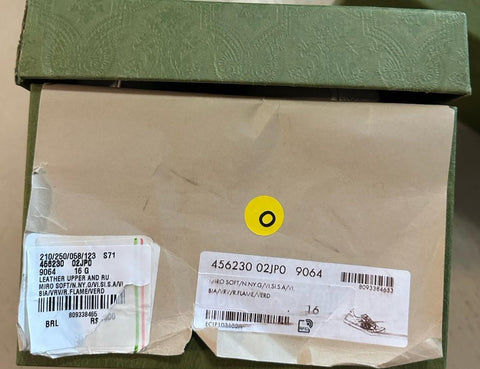 O
210/250/058/123 S71
456230 02JP0
9064 16 G
LEATHER UPPER AND RU
MIRO SOFT/N.NY.G/VI.SI.S.A/VI
BIA/VRV/R.FLAME/VERD
809338465
BRL R$
456230 02JP0 9064
MIRO SOFT/N.NY.G/VI.SI.S.A/VI.
BIA/VRV/R.FLAME/VERD
16
8093384653